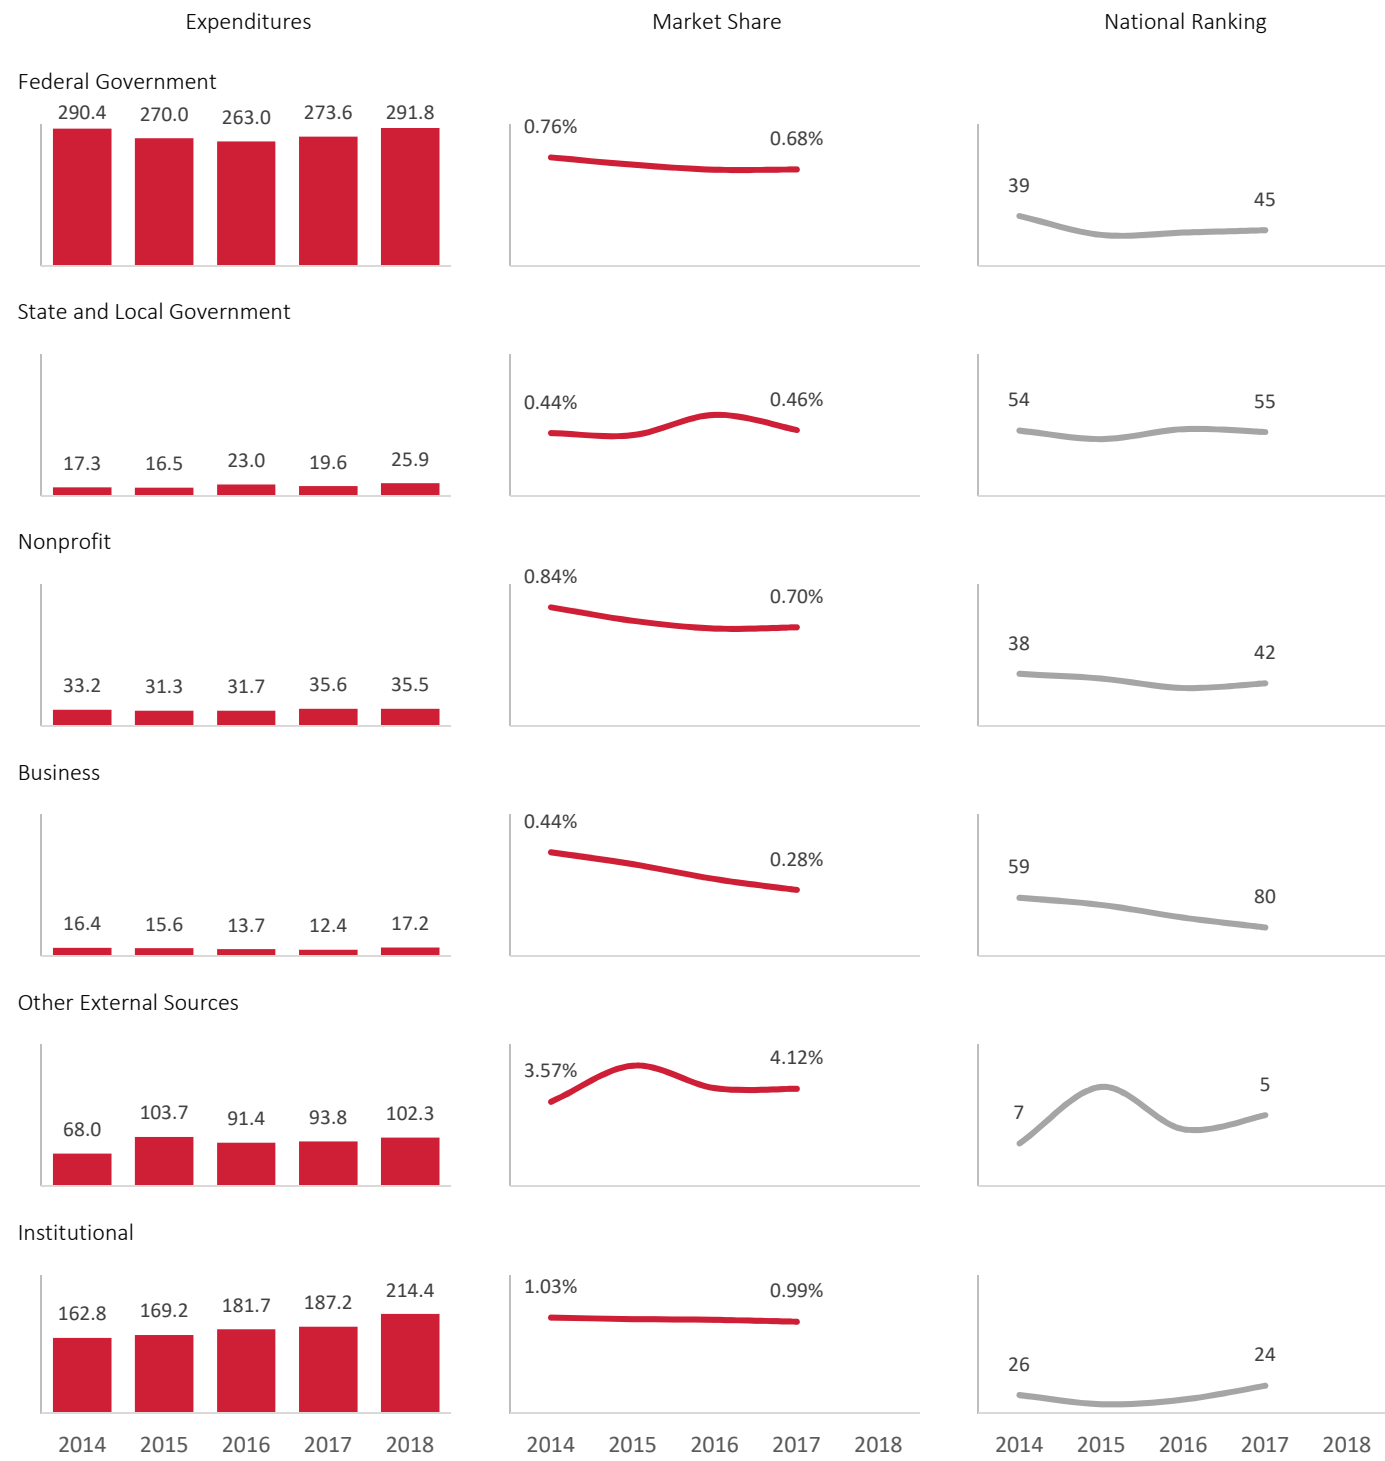 Expenditures Market Share National Ranking
Federal Government
290.4 270.0 263.0 273.6 291.8
0.76% 0.68%
39 45
State and Local Government
17.3 16.5 23.0 19.6 25.9
0.44% 0.46%
54 55
Nonprofit
33.2 31.3 31.7 35.6 35.5
0.84% 0.70%
38 42
Business
16.4 15.6 13.7 12.4 17.2
0.44% 0.28%
59 80
Other External Sources
68.0 103.7 91.4 93.8 102.3
3.57% 4.12%
7 5
Institutional
162.8 169.2 181.7 187.2 214.4
1.03% 0.99%
26 24
2014 2015 2016 2017 2018
2014 2015 2016 2017 2018
2014 2015 2016 2017 2018